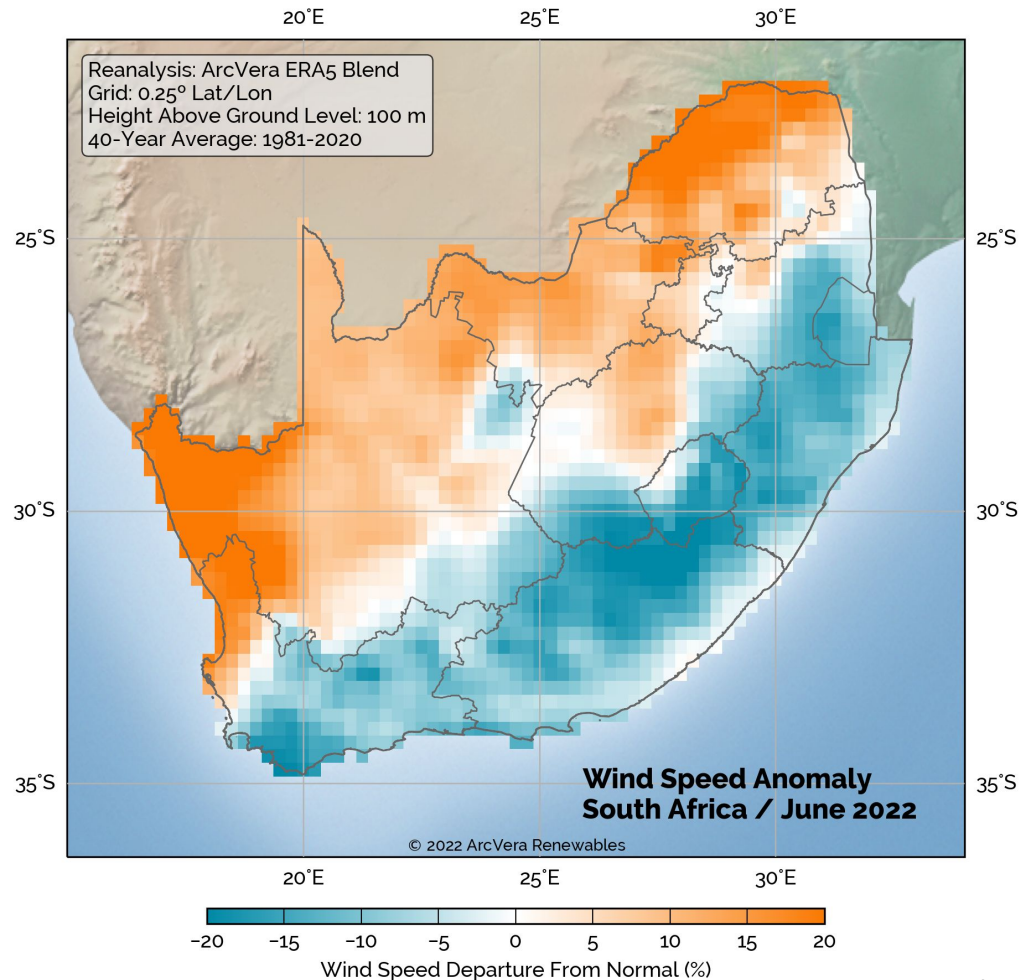 20°E 25°E 30°E
Reanalysis: ArcVera ERA5 Blend
Grid: 0.25º Lat/Lon
Height Above Ground Level: 100 m
40-Year Average: 1981-2020
25°S 25°S
30°S 30°S
35°S 35°S
Wind Speed Anomaly
South Africa / June 2022
© 2022 ArcVera Renewables
20°E 25°E 30°E
−20 −15 −10 −5 0 5 10 15 20
Wind Speed Departure From Normal (%)